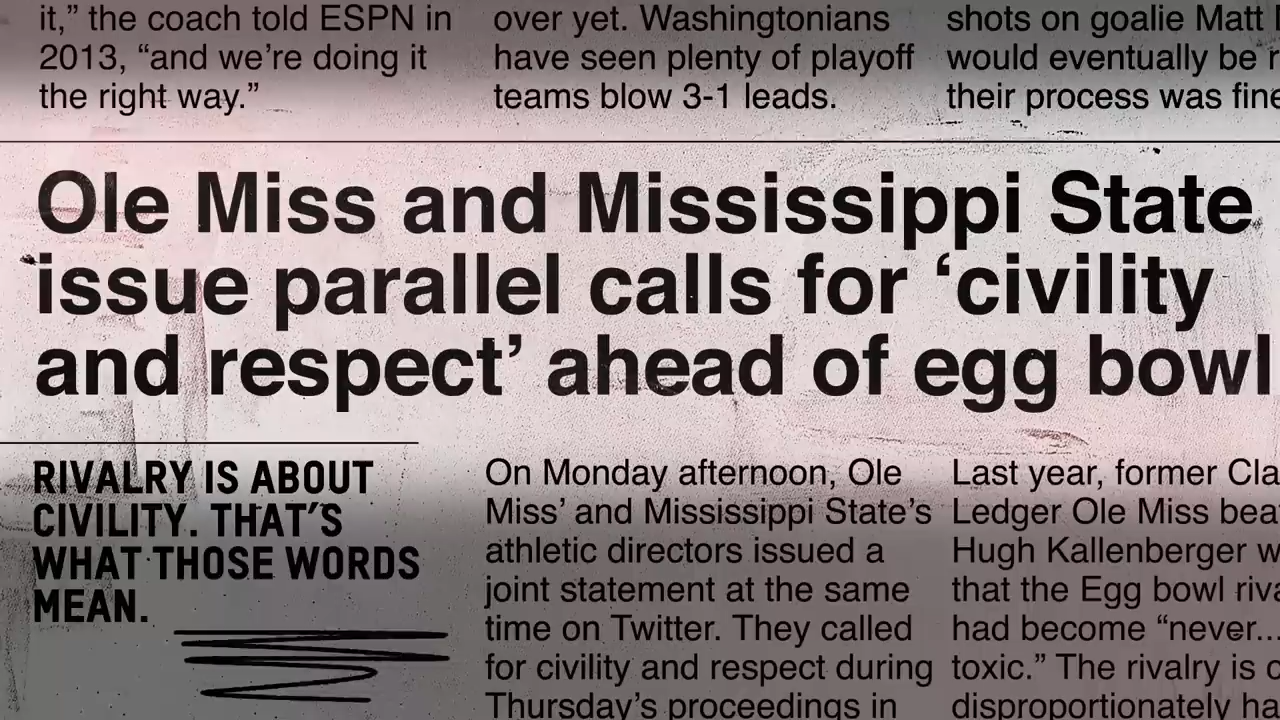 it,” the coach told ESPN in
2013, “and we’re doing it
the right way.”
over yet. Washingtonians
have seen plenty of playoff
teams blow 3-1 leads.
shots on goalie Matt
would eventually be
their process was fine
Ole Miss and Mississippi State
issue parallel calls for ‘civility
and respect’ ahead of egg bowl
RIVALRY IS ABOUT
CIVILITY. THAT’S
WHAT THOSE WORDS
MEAN.
On Monday afternoon, Ole
Miss’ and Mississippi State’s
athletic directors issued a
joint statement at the same
time on Twitter. They called
for civility and respect during
Thursday’s proceedings in
Last year, former
Ledger Ole Miss
Hugh Kallenberger
that the Egg bowl
had become “never...
toxic.” The rivalry is
disproportionately